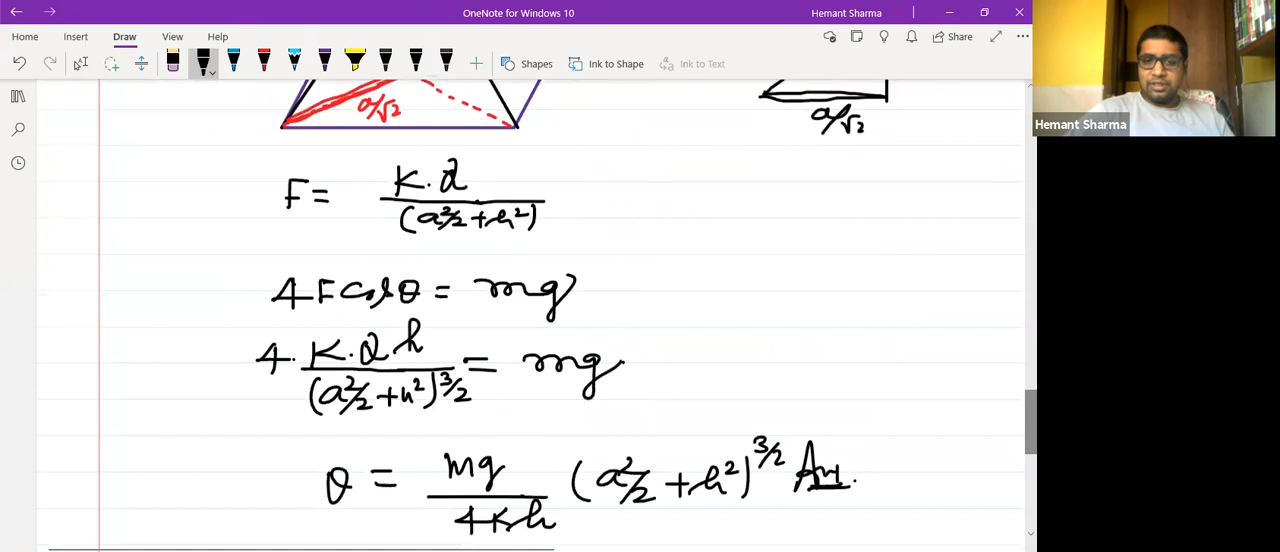 OneNote for Windows 10
Hemant Sharma
Home Insert Draw View Help
Share
Shapes Ink to Shape Ink to Text
a/√2
a/√2
Hemant Sharma
F = K.Q/(a²/2 + h²)
4F cosθ = mg
4. K.Q h/(a²/2 + h²)^3/2 = mg
Q = mg/4Kh (a²/2 + h²)^3/2 Ans.